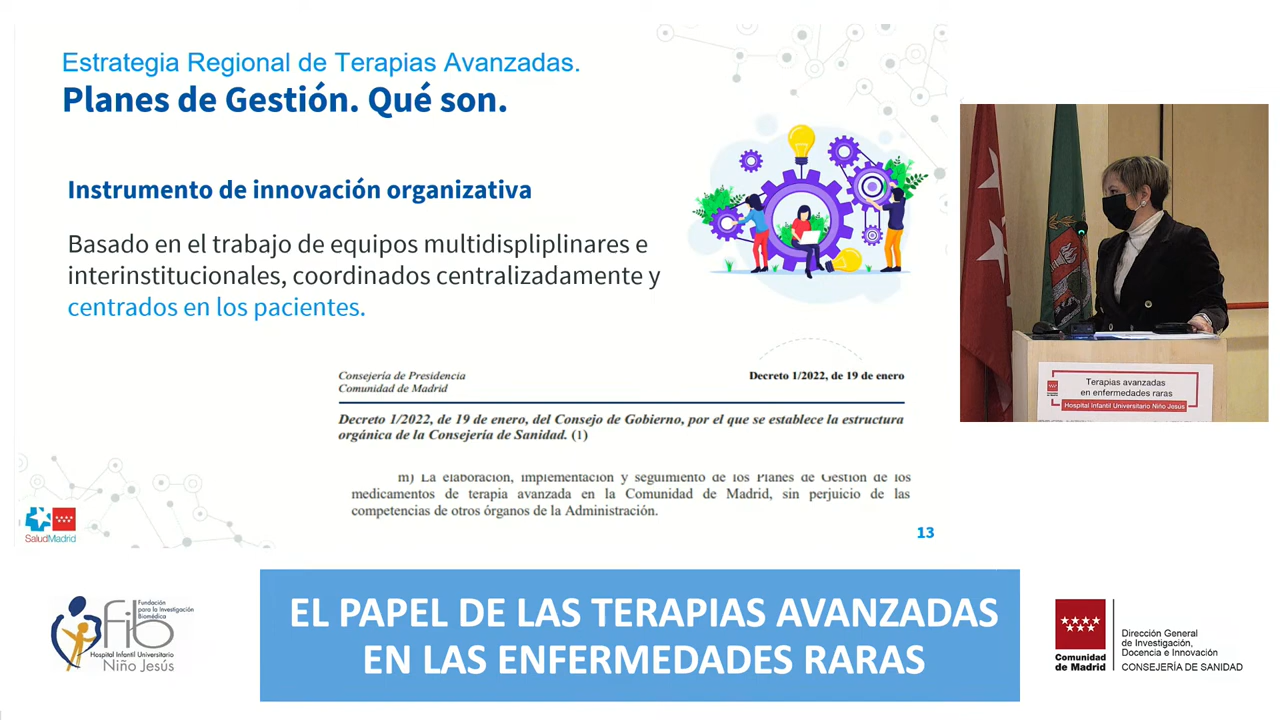 Estrategia Regional de Terapias Avanzadas.
Planes de Gestión. Qué son.
Instrumento de innovación organizativa
Basado en el trabajo de equipos multidispliplinares e
interinstitucionales, coordinados centralizadamente y
centrados en los pacientes.
Consejería de Presidencia
Comunidad de Madrid
Decreto 1/2022, de 19 de enero
Decreto 1/2022, de 19 de enero, del Consejo de Gobierno, por el que se establece la estructura
orgánica de la Consejería de Sanidad. (1)
m) La elaboración, implementación y seguimiento de los Planes de Gestión de los
medicamentos de terapia avanzada en la Comunidad de Madrid, sin perjuicio de las
competencias de otros órganos de la Administración.
SaludMadrid
13
Terapias avanzadas
en enfermedades raras
Hospital Infantil Universitario Niño Jesús
Fundación
para la Investigación
Biomédica
fib
Hospital Infantil Universitario
Niño Jesús
EL PAPEL DE LAS TERAPIAS AVANZADAS
EN LAS ENFERMEDADES RARAS
Comunidad
de Madrid
Dirección General
de Investigación,
Docencia e Innovación
CONSEJERÍA DE SANIDAD